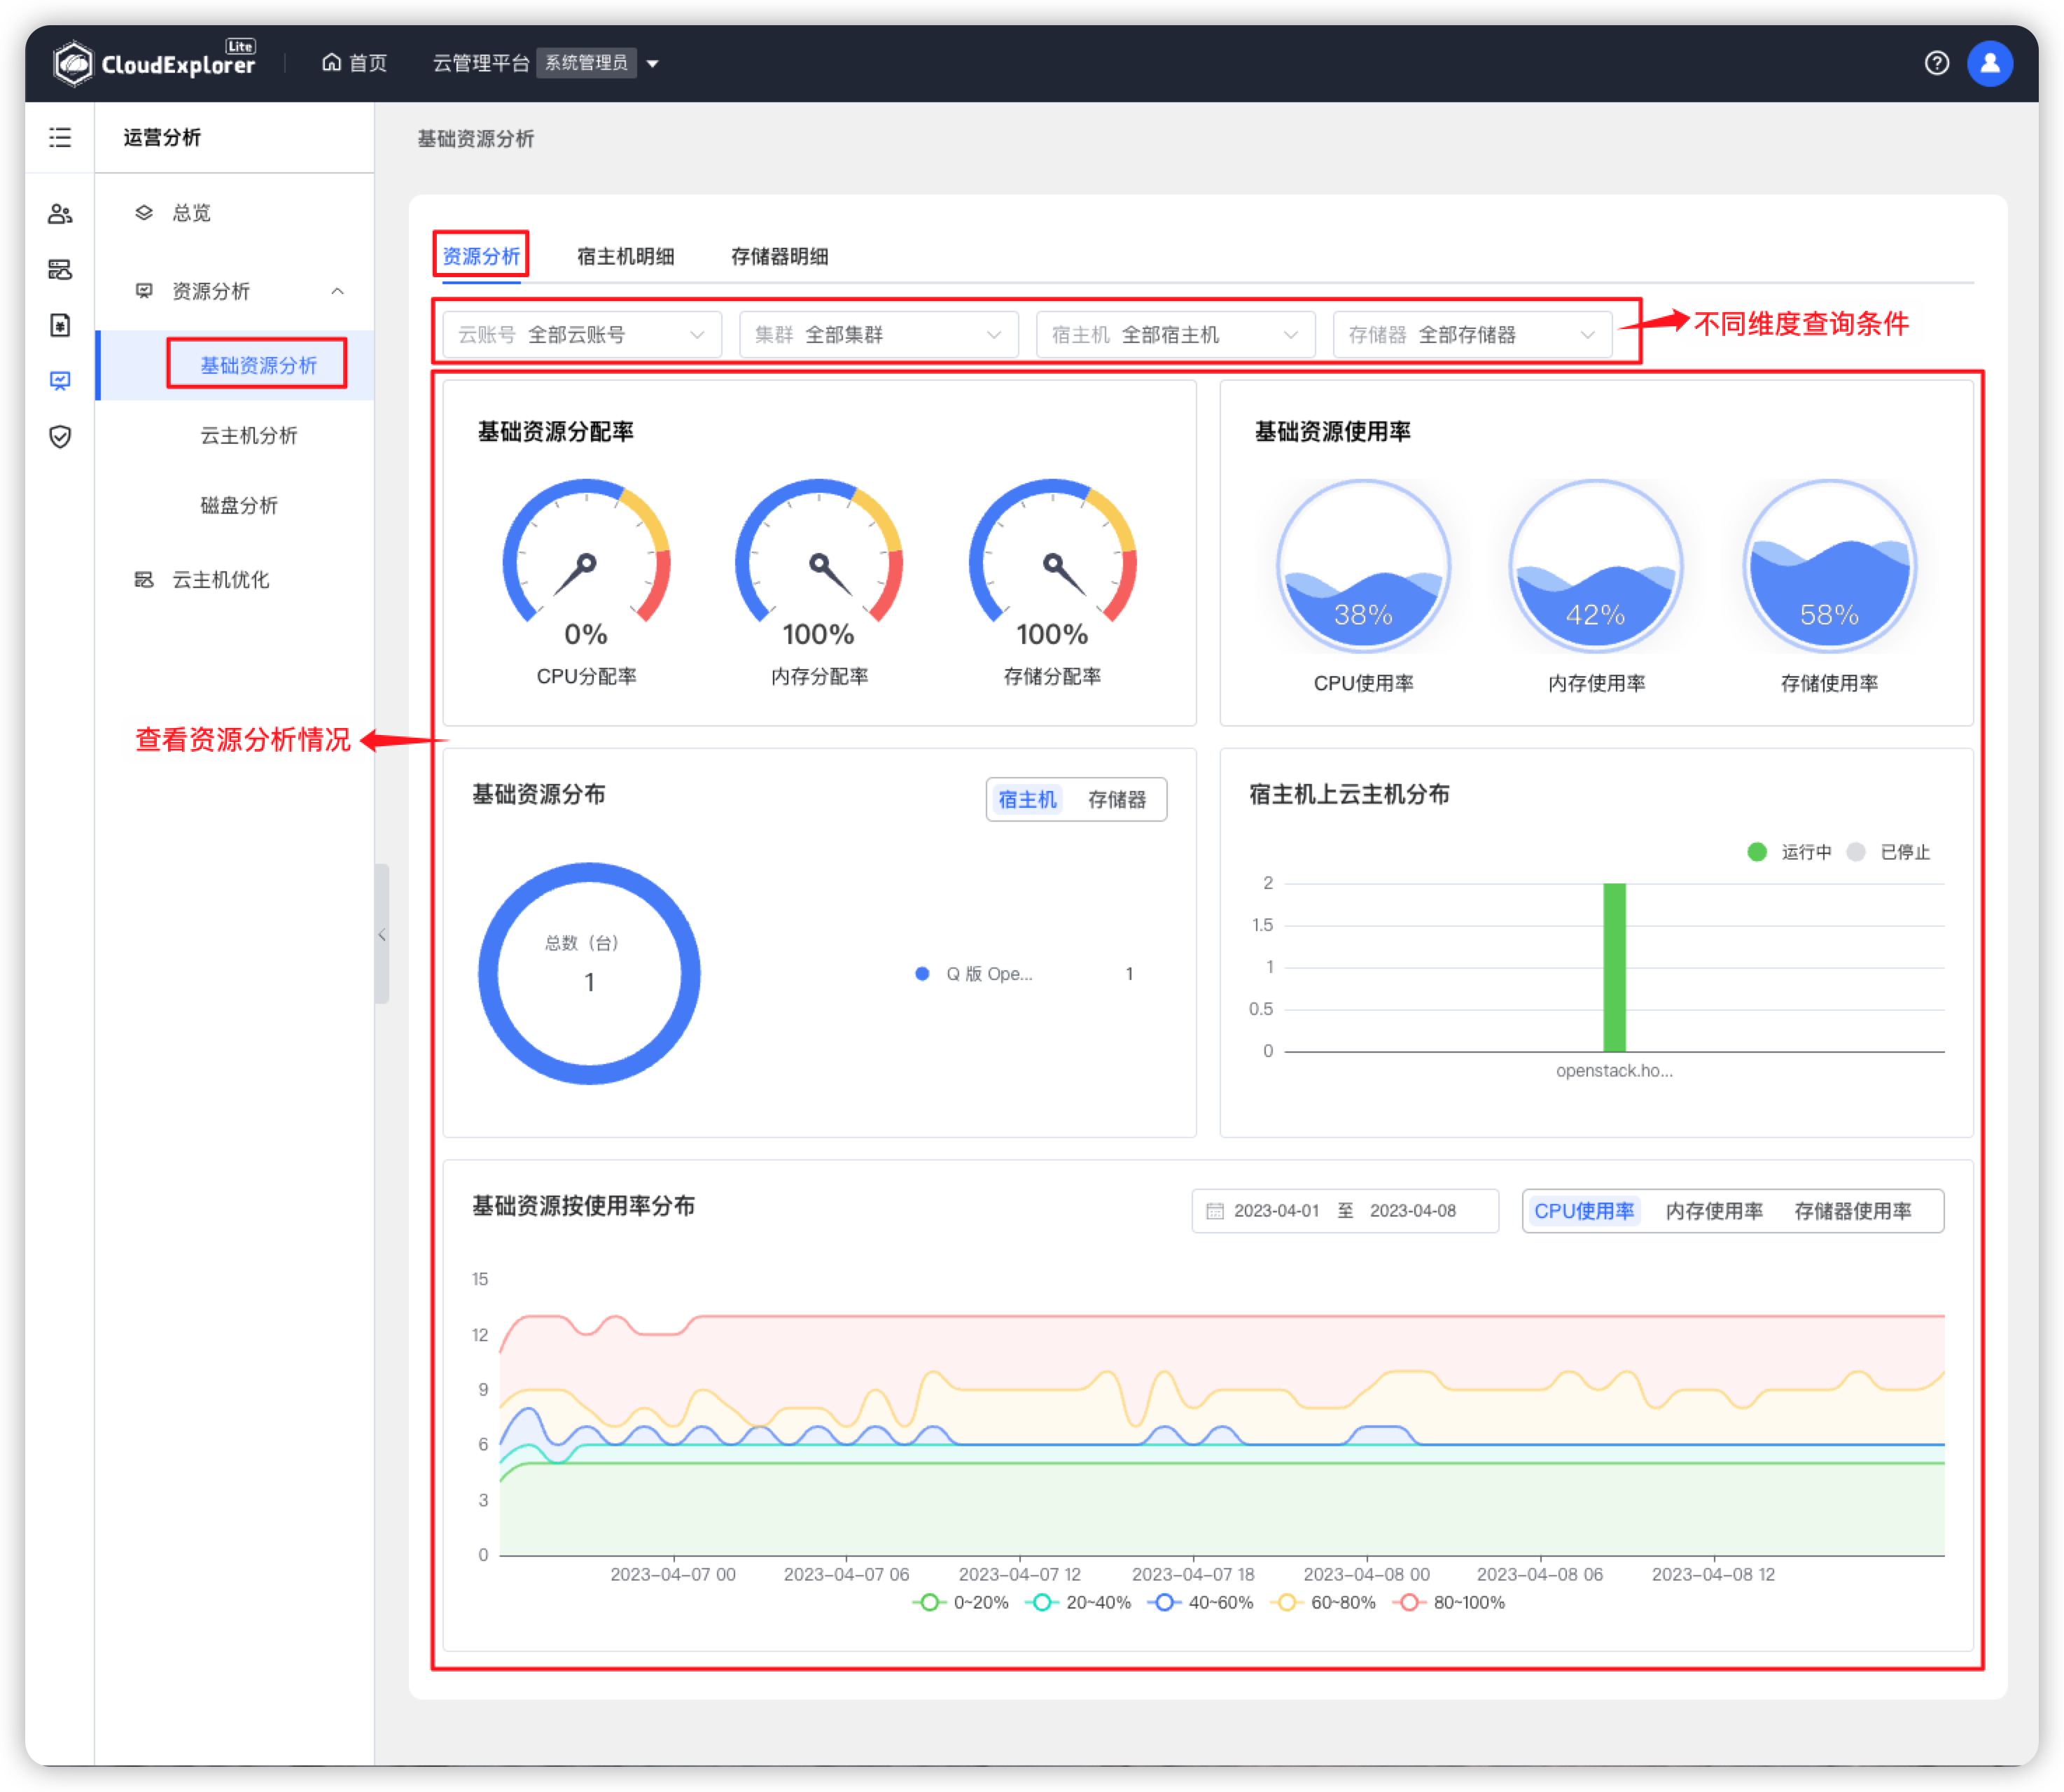 CloudExplorer Lite 首页 云管理平台 系统管理员
运营分析
总览
资源分析
基础资源分析
云主机分析
磁盘分析
云主机优化
查看资源分析情况
基础资源分析
资源分析 宿主机明细 存储器明细
云账号 全部云账号 集群 全部集群 宿主机 全部宿主机 存储器 全部存储器
不同维度查询条件
基础资源分配率
0% 100% 100%
CPU分配率 内存分配率 存储分配率
基础资源使用率
38% 42% 58%
CPU使用率 内存使用率 存储使用率
基础资源分布
宿主机 存储器
总数（台）
1
Q 版 Ope... 1
宿主机上云主机分布
运行中 已停止
2
1.5
1
0.5
0
openstack.ho...
基础资源按使用率分布
2023-04-01 至 2023-04-08
CPU使用率 内存使用率 存储器使用率
15
12
9
6
3
0
2023-04-07 00 2023-04-07 06 2023-04-07 12 2023-04-07 18 2023-04-08 00 2023-04-08 06 2023-04-08 12
0~20% 20~40% 40~60% 60~80% 80~100%